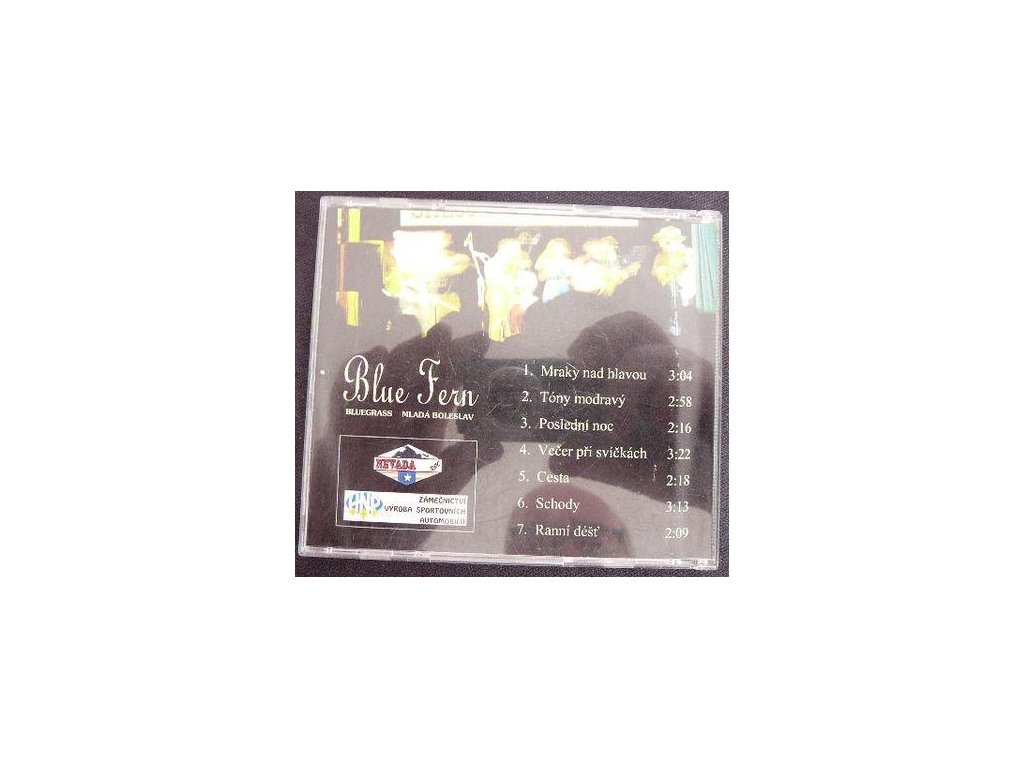 Blue Fern
BLUEGRASS MLADÁ BOLESLAV
NEVADA
HNP
ZÁMEČNICTVÍ
VÝROBA SPORTOVNÍCH
AUTOMOBILŮ
1. Mraky nad hlavou 3:04
2. Tóny modravý 2:58
3. Poslední noc 2:16
4. Večer při svíčkách 3:22
5. Cesta 2:18
6. Schody 3:13
7. Ranní déšť 2:09